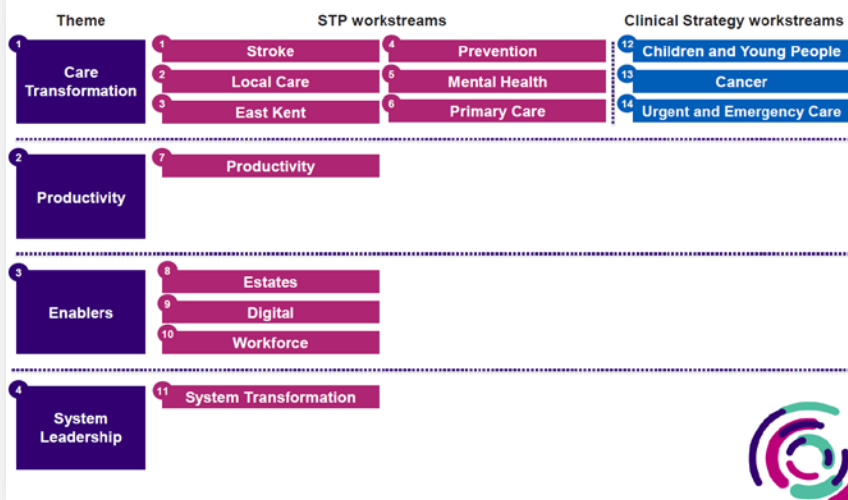 Theme STP workstreams Clinical Strategy workstreams
1
Care
Transformation
1 Stroke
2 Local Care
3 East Kent
4 Prevention
5 Mental Health
6 Primary Care
12 Children and Young People
13 Cancer
14 Urgent and Emergency Care
2
Productivity
7 Productivity
3
Enablers
8 Estates
9 Digital
10 Workforce
4
System
Leadership
11 System Transformation